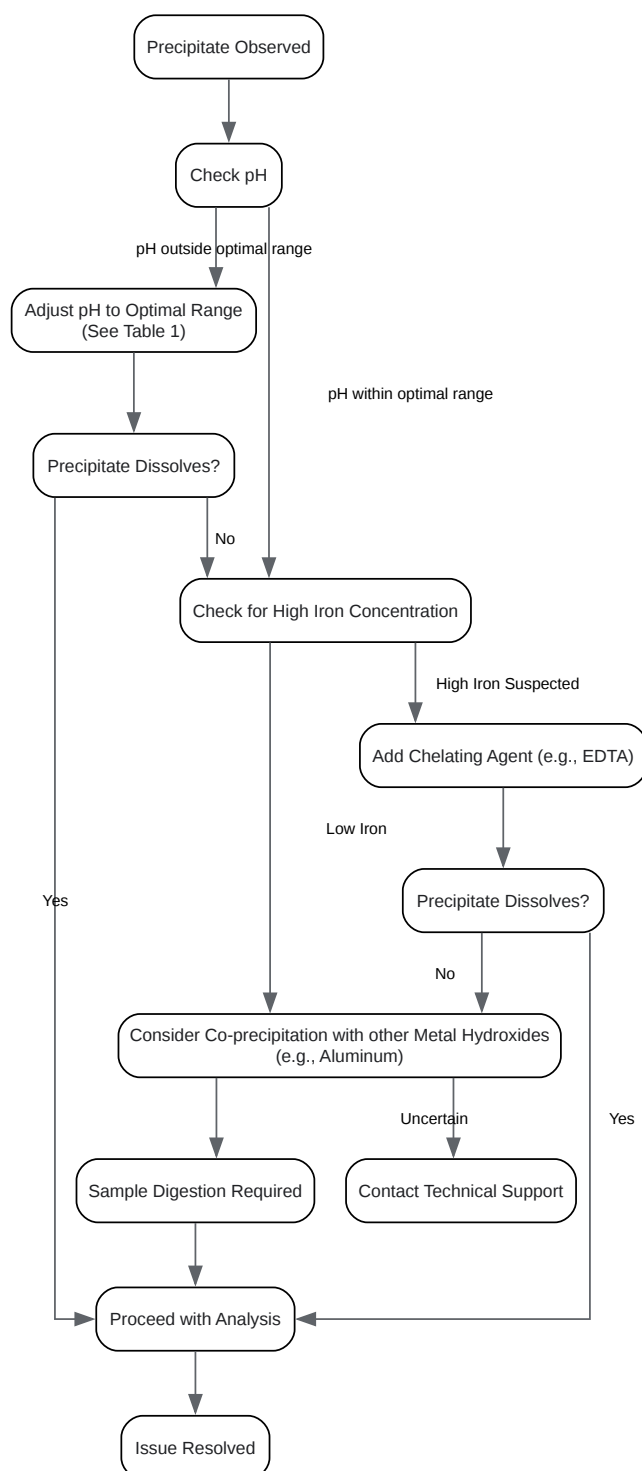 Precipitate Observed
Check pH
pH outside optimal range
Adjust pH to Optimal Range
(See Table 1)
pH within optimal range
Precipitate Dissolves?
No
Check for High Iron Concentration
High Iron Suspected
Add Chelating Agent (e.g., EDTA)
Low Iron
Yes
Precipitate Dissolves?
No
Consider Co-precipitation with other Metal Hydroxides
(e.g., Aluminum)
Uncertain
Yes
Sample Digestion Required
Contact Technical Support
Proceed with Analysis
Issue Resolved